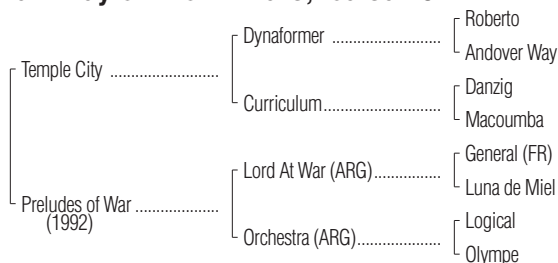 Roberto
Dynaformer
Andover Way
Temple City
Danzig
Curriculum
Macoumba
General (FR)
Lord At War (ARG)
Luna de Miel
Preludes of War
(1992)
Logical
Orchestra (ARG)
Olympe